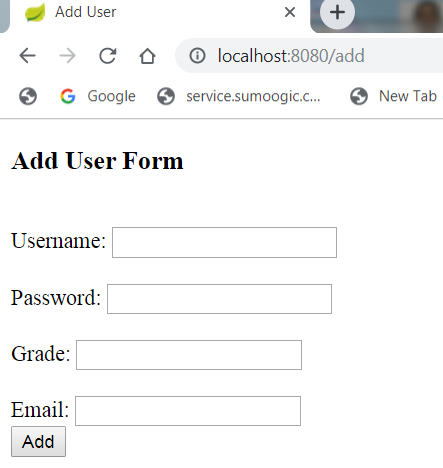 Add User
localhost:8080/add
Google service.sumoogic.c... New Tab
Add User Form
Username:
Password:
Grade:
Email:
Add